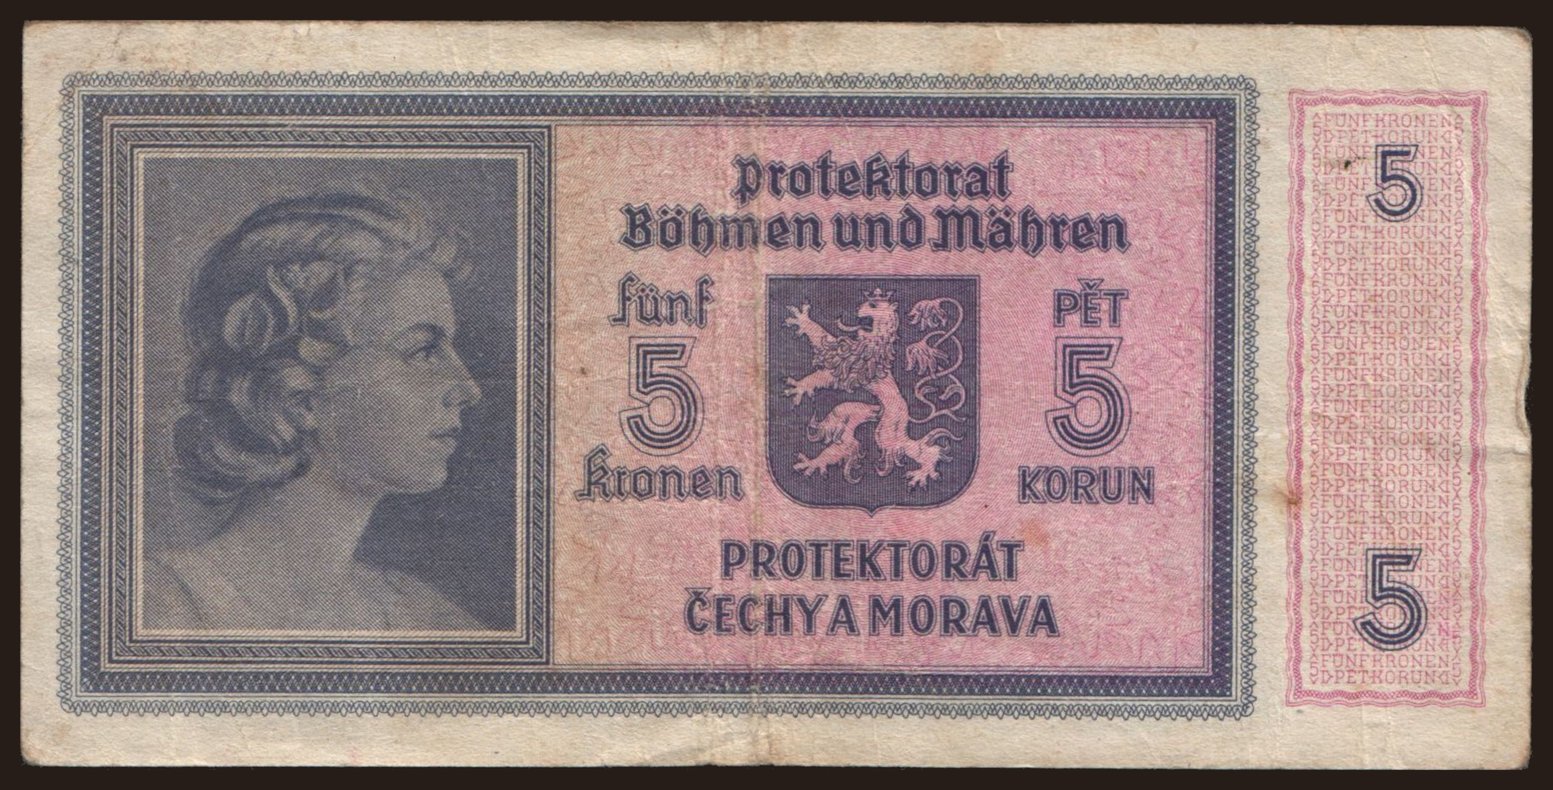 Protektorat
Böhmen und Mähren
fünf
5
Kronen
PĚT
5
KORUN
PROTEKTORÁT
ČECHY A MORAVA
5
5